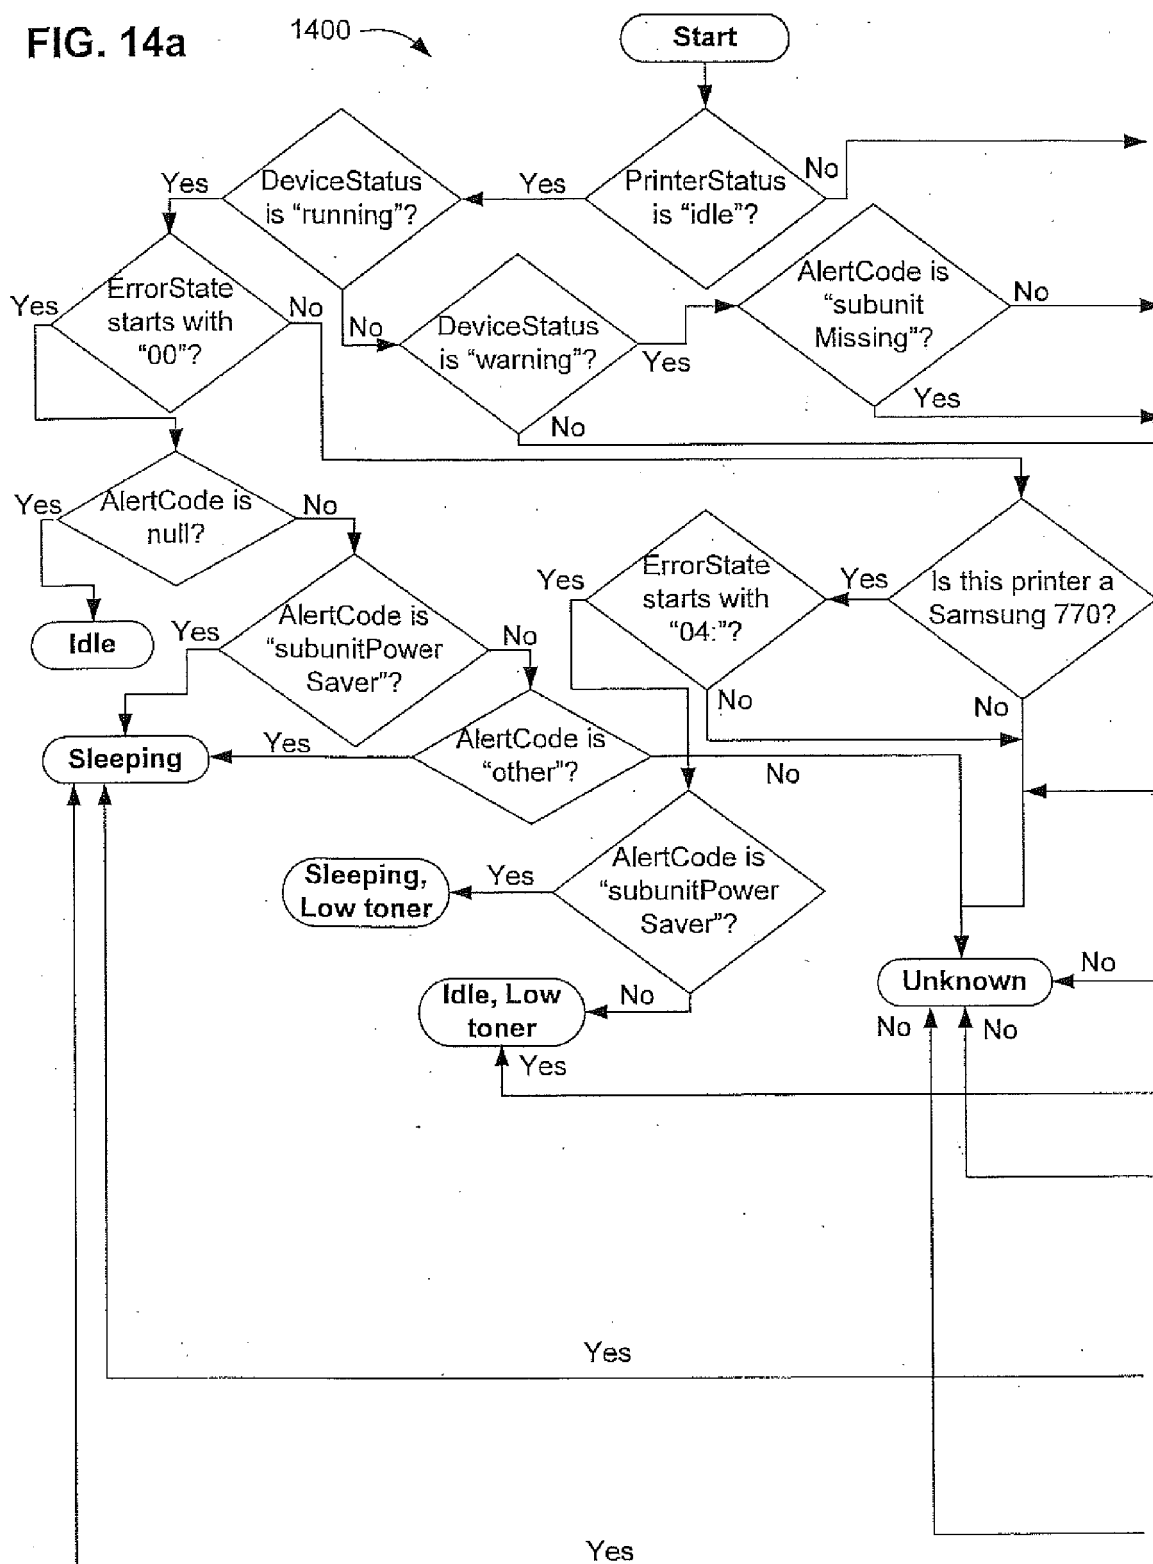 FIG. 14a
1400
Start
DeviceStatus
is “running”?
Yes
Yes
PrinterStatus
is “idle”?
No
ErrorState
starts with
“00”?
Yes
No
No
DeviceStatus
is “warning”?
Yes
No
AlertCode is
“subunit
Missing”?
No
Yes
AlertCode is
null?
Yes
No
Idle
AlertCode is
“subunitPower
Saver”?
Yes
No
ErrorState
starts with
“04:”?
Yes
No
Yes
Is this printer a
Samsung 770?
No
Sleeping
Yes
AlertCode is
“other”?
No
Sleeping,
Low toner
Yes
AlertCode is
“subunitPower
Saver”?
No
Idle, Low
toner
Yes
Unknown
No
No
No
Yes
Yes